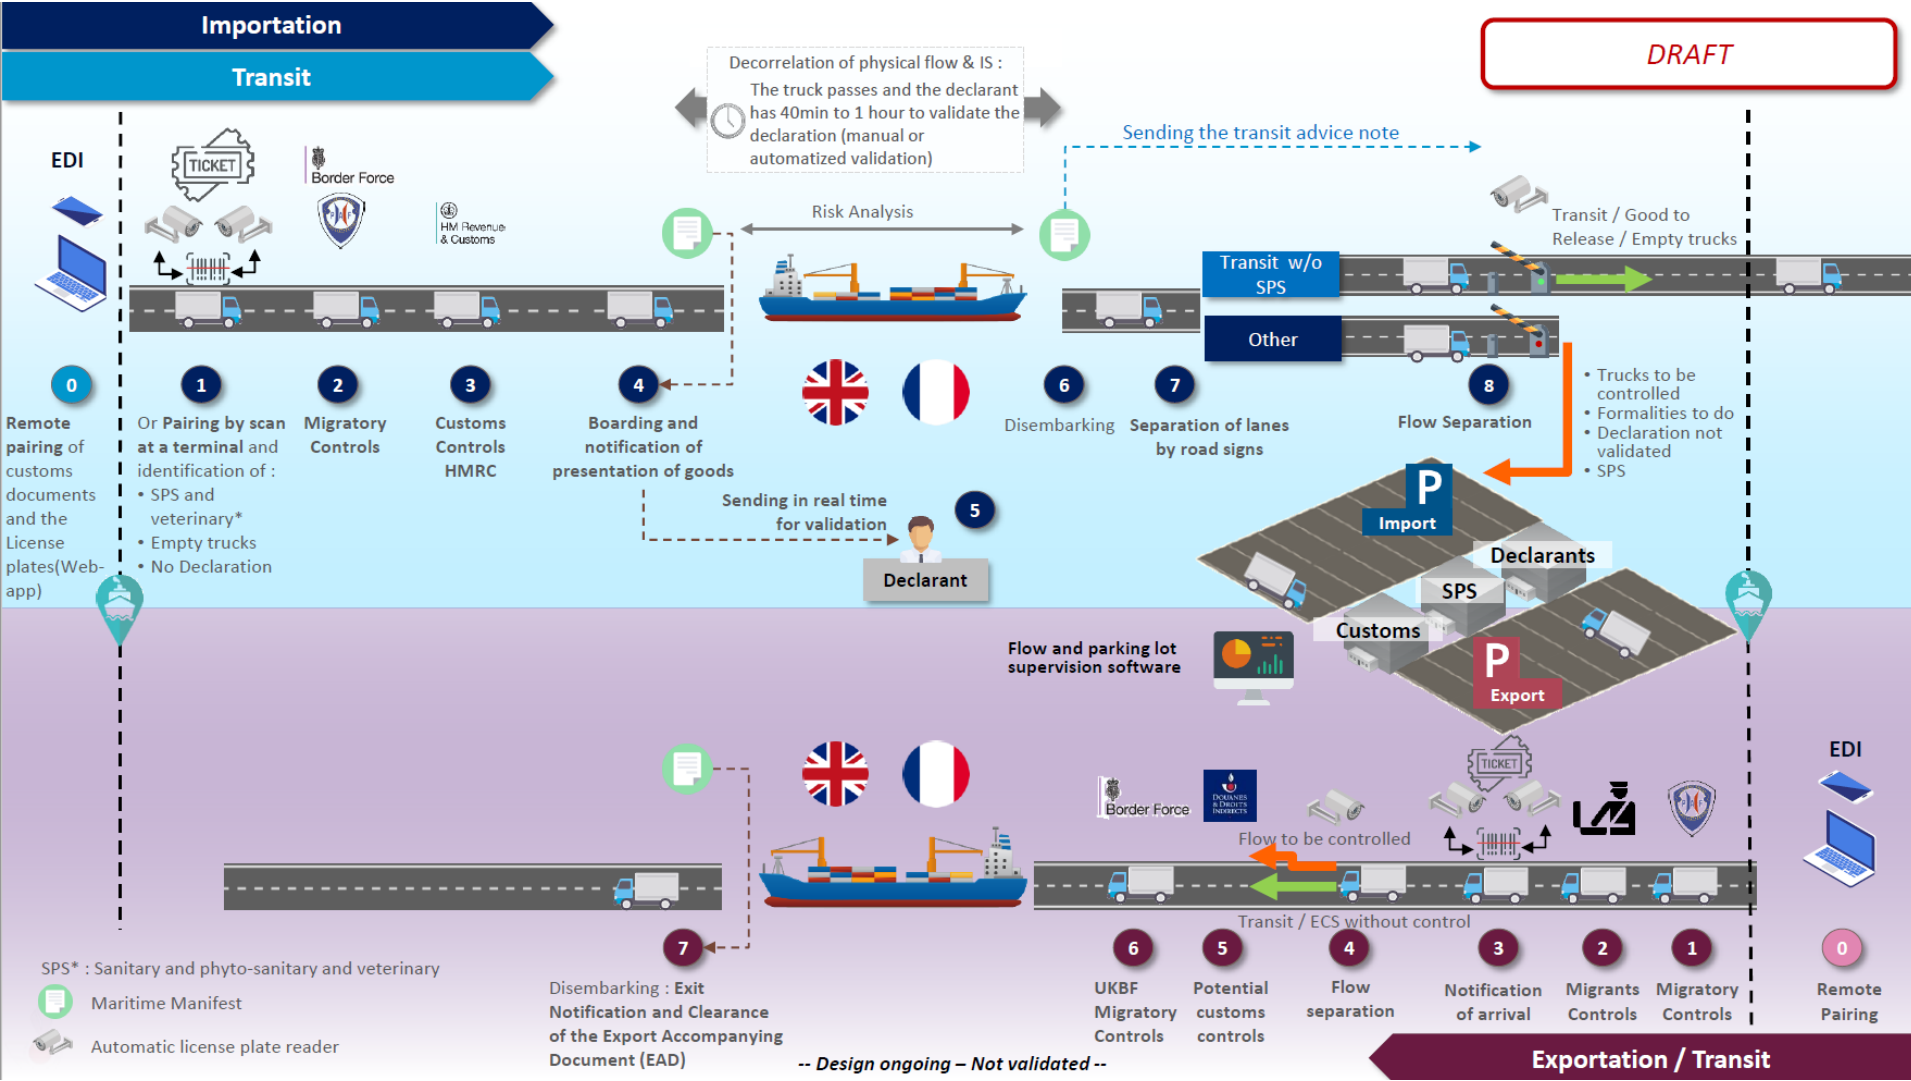 Importation
Transit
DRAFT
Decorrelation of physical flow & IS :
The truck passes and the declarant
has 40min to 1 hour to validate the
declaration (manual or
automatized validation)
Sending the transit advice note
EDI
TICKET
Border Force
PAF
HM Revenue
& Customs
Risk Analysis
Transit / Good to
Release / Empty trucks
Transit w/o
SPS
Other
0
1
2
3
4
6
7
8
Remote
pairing of
customs
documents
and the
License
plates(Web-
app)
Or Pairing by scan
at a terminal and
identification of :
• SPS and
veterinary*
• Empty trucks
• No Declaration
Migratory
Controls
Customs
Controls
HMRC
Boarding and
notification of
presentation of goods
Disembarking
Separation of lanes
by road signs
Flow Separation
• Trucks to be
controlled
• Formalities to do
• Declaration not
validated
• SPS
Sending in real time
for validation
5
Declarant
P
Import
Declarants
SPS
Customs
P
Export
Flow and parking lot
supervision software
EDI
TICKET
Border Force
DOUANES
& DROITS
INDIRECTS
PAF
Flow to be controlled
Transit / ECS without control
7
6
5
4
3
2
1
0
Disembarking : Exit
Notification and Clearance
of the Export Accompanying
Document (EAD)
UKBF
Migratory
Controls
Potential
customs
controls
Flow
separation
Notification
of arrival
Migrants
Controls
Migratory
Controls
Remote
Pairing
SPS* : Sanitary and phyto-sanitary and veterinary
Maritime Manifest
Automatic license plate reader
-- Design ongoing – Not validated --
Exportation / Transit